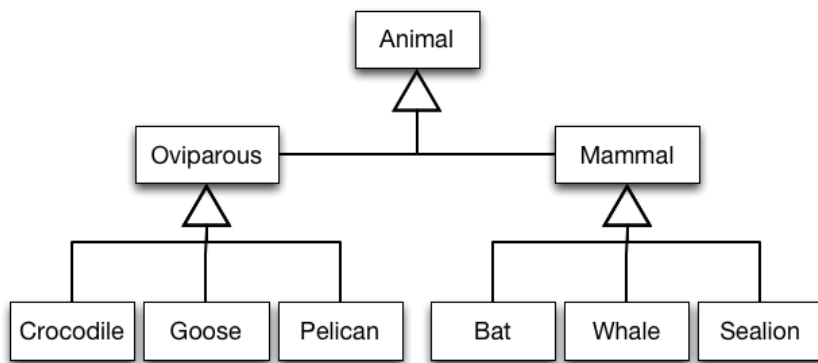 Animal
Oviparous
Mammal
Crocodile
Goose
Pelican
Bat
Whale
Sealion